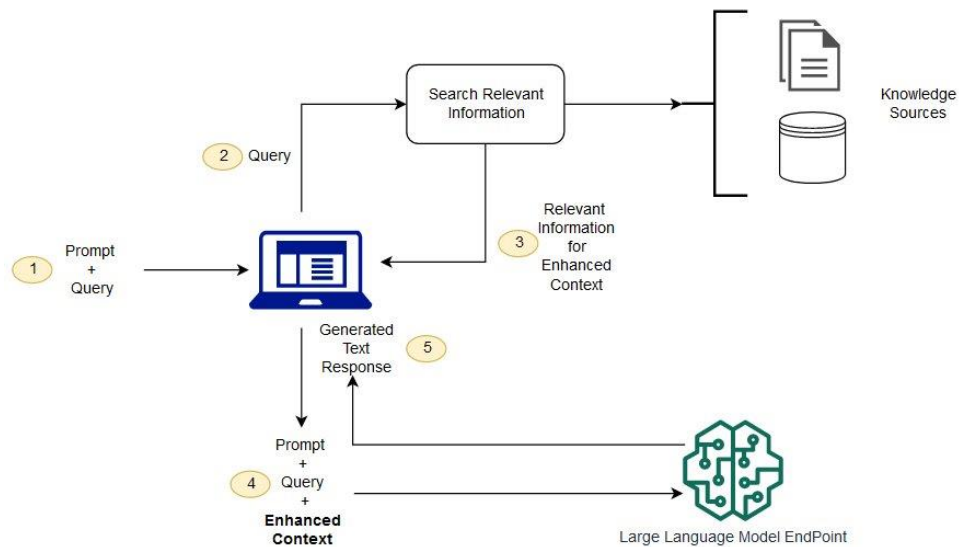 Search Relevant
Information
Knowledge
Sources
2
Query
Relevant
Information
for
Enhanced
Context
3
1
Prompt
+
Query
Generated
Text
Response
5
Prompt
+
Query
+
Enhanced
Context
4
Large Language Model EndPoint